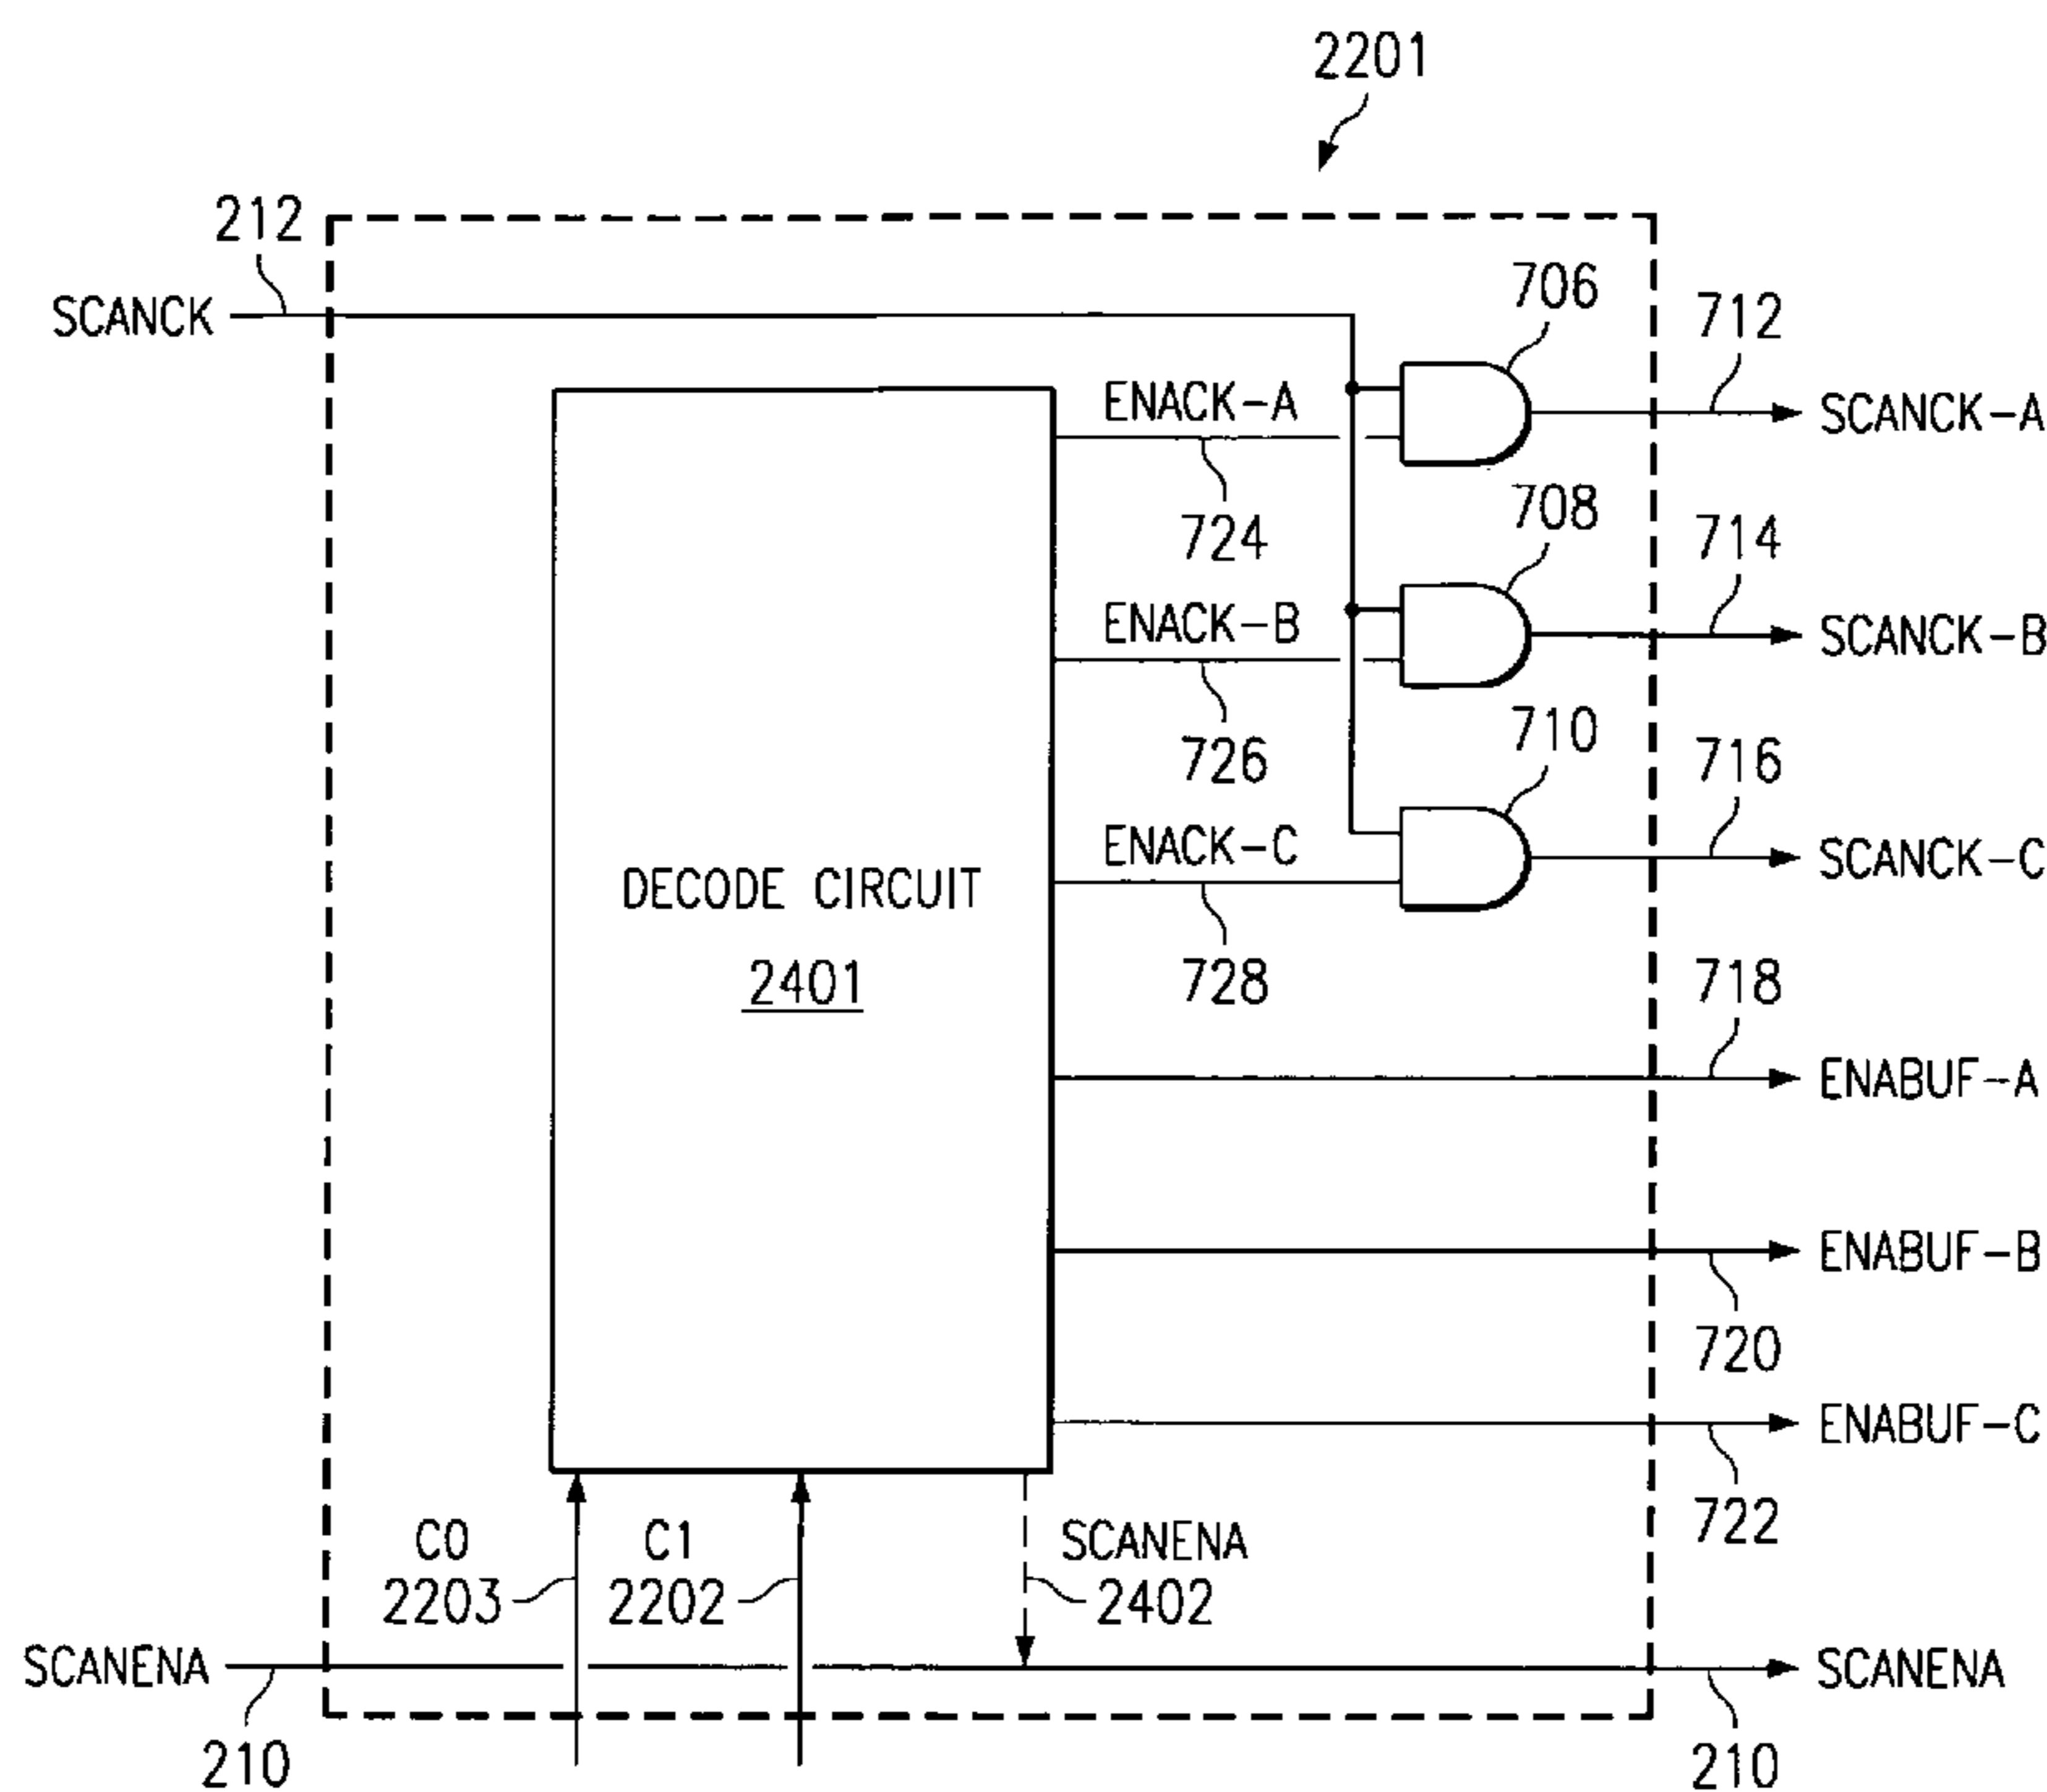 2201
212
SCANCK
706
712
ENACK-A
SCANCK-A
724
708
714
ENACK-B
SCANCK-B
726
710
716
ENACK-C
SCANCK-C
728
DECODE CIRCUIT
2401
718
ENABUF-A
ENABUF-B
720
ENABUF-C
722
C0
2203
C1
2202
SCANENA
2402
SCANENA
210
SCANENA
210